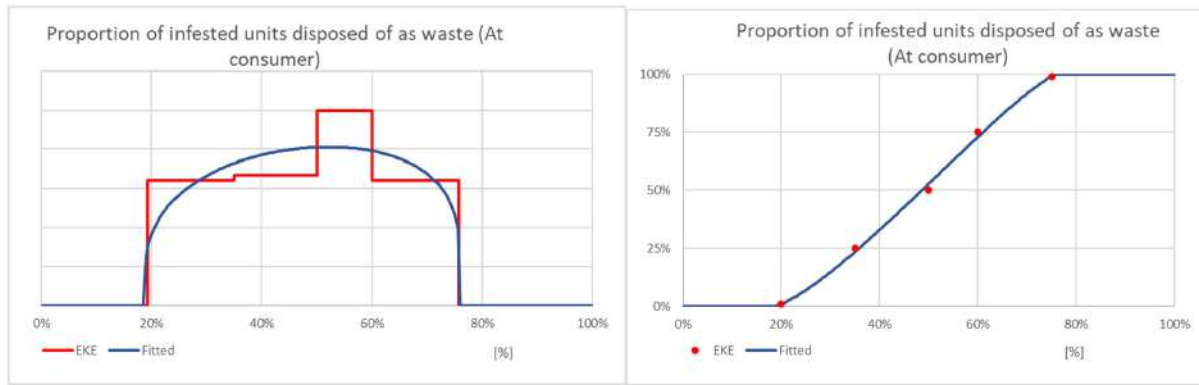 Proportion of infested units disposed of as waste (At
consumer)
0%
20%
40%
60%
80%
100%
EKE
Fitted
[%]
Proportion of infested units disposed of as waste
(At consumer)
100%
75%
50%
25%
0%
0%
20%
40%
60%
80%
100%
EKE
Fitted
[%]